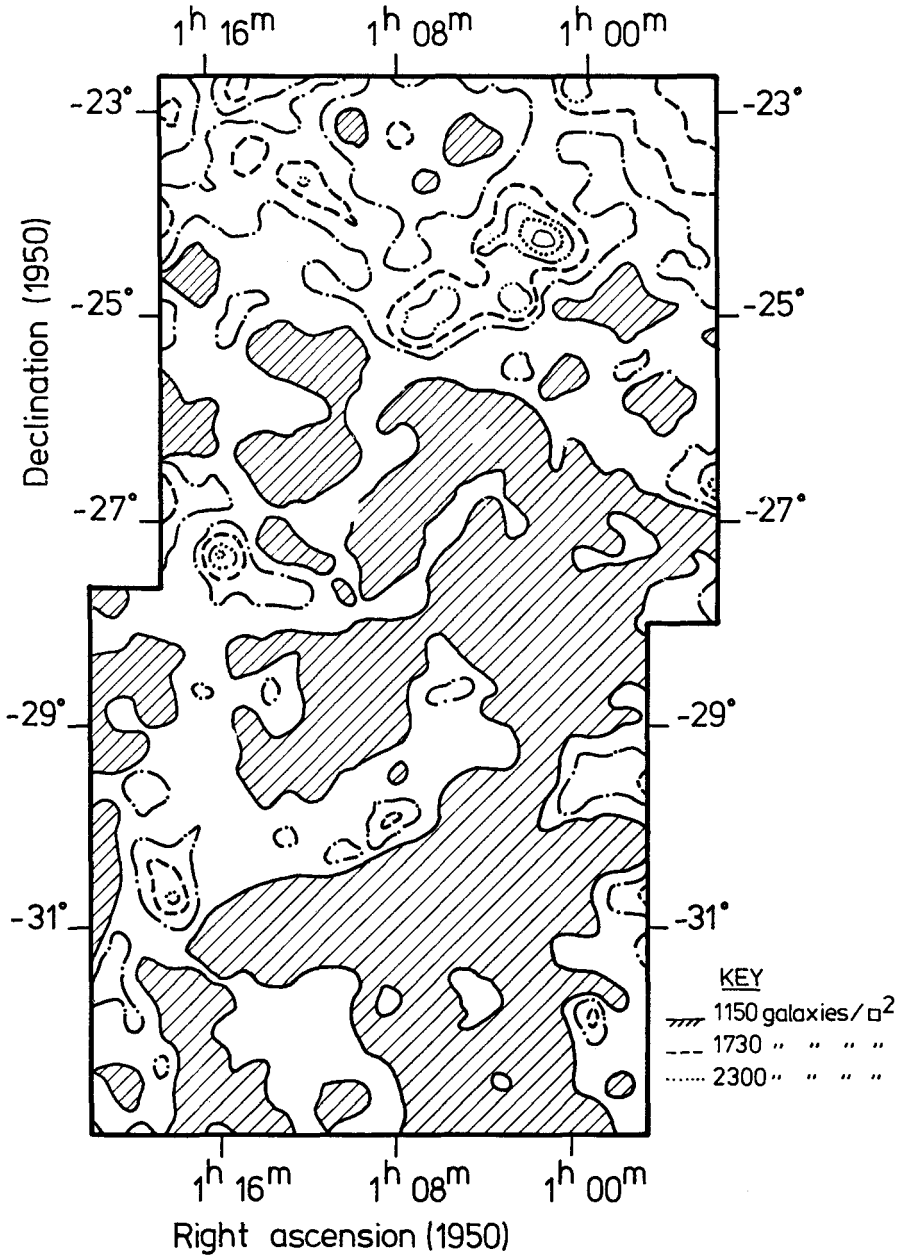 1h 16m 1h 08m 1h 00m
-23° -23°
-25° -25°
-27° -27°
-29° -29°
-31° -31°
Declination (1950)
KEY
1150 galaxies/□²
1730 " " " "
2300 " " " "
1h 16m 1h 08m 1h 00m
Right ascension (1950)